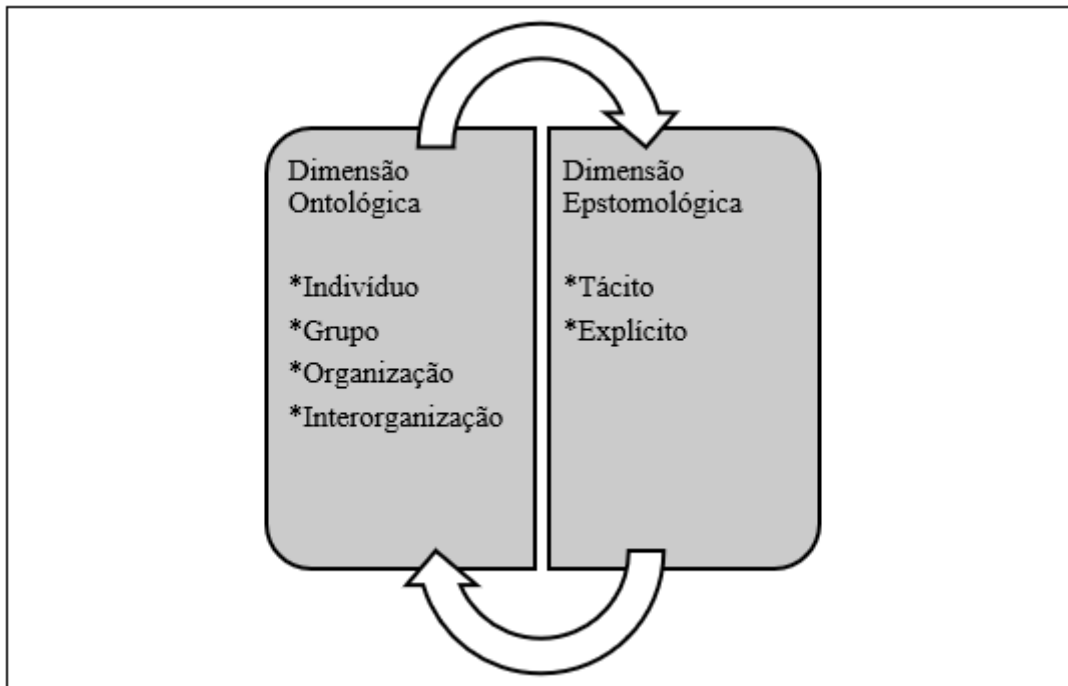 Dimensão
Ontológica
*Indivíduo
*Grupo
*Organização
*Interorganização
Dimensão
Epstomológica
*Tácito
*Explícito